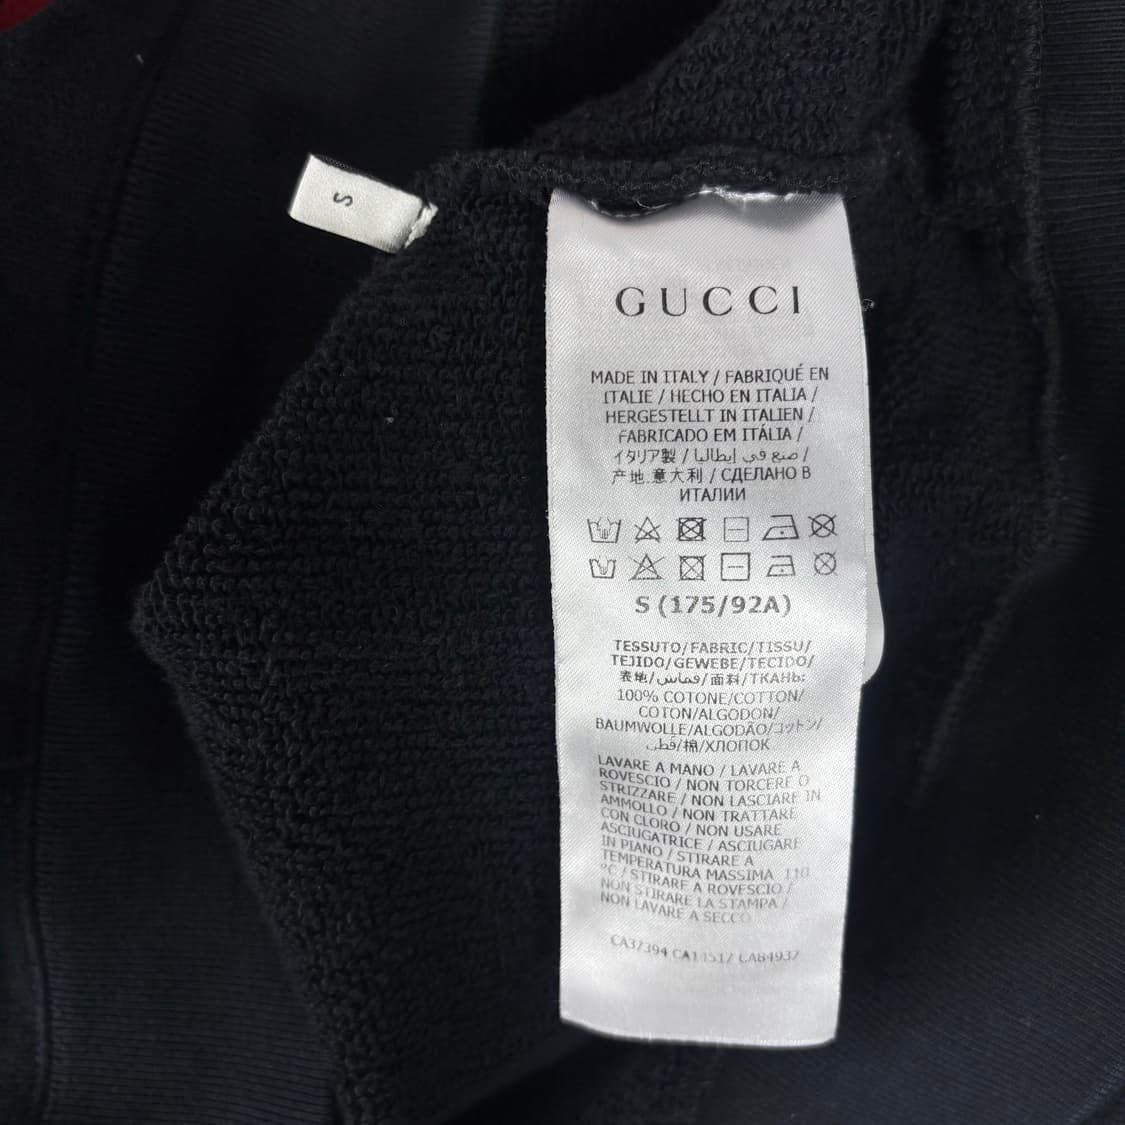 S
GUCCI
MADE IN ITALY / FABRIQUÉ EN
ITALIE / HECHO EN ITALIA /
HERGESTELLT IN ITALIEN /
FABRICADO EM ITÁLIA /
イタリア製 / صنع في إيطاليا /
产地:意大利 / СДЕЛАНО В
ИТАЛИИ
S (175/92A)
TESSUTO/FABRIC/TISSU/
TEJIDO/GEWEBE/TECIDO/
表地/قماش/面料/ТКАНЬ:
100% COTONE/COTTON/
COTON/ALGODON/
BAUMWOLLE/ALGODÃO/コットン/
قطن/棉/ХЛОПОК
LAVARE A MANO / LAVARE A
ROVESCIO / NON TORCERE O
STRIZZARE / NON LASCIARE IN
AMMOLLO / NON TRATTARE
CON CLORO / NON USARE
ASCIUGATRICE / ASCIUGARE
IN PIANO / STIRARE A
TEMPERATURA MASSIMA 110
°C / STIRARE A ROVESCIO /
NON STIRARE LA STAMPA /
NON LAVARE A SECCO
CA37394 CA84937